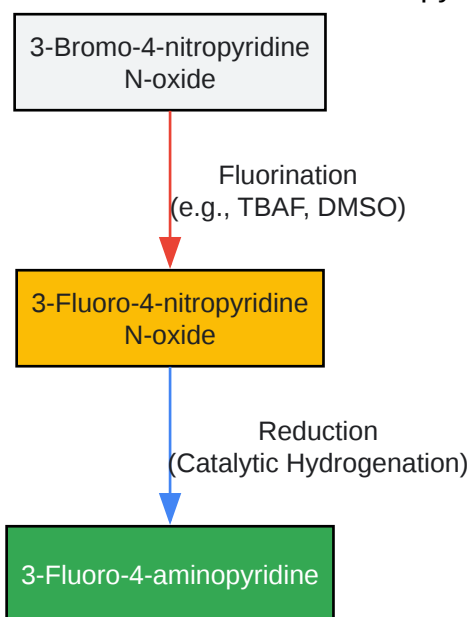 3-Bromo-4-nitropyridine
N-oxide
Fluorination
(e.g., TBAF, DMSO)
3-Fluoro-4-nitropyridine
N-oxide
Reduction
(Catalytic Hydrogenation)
3-Fluoro-4-aminopyridine